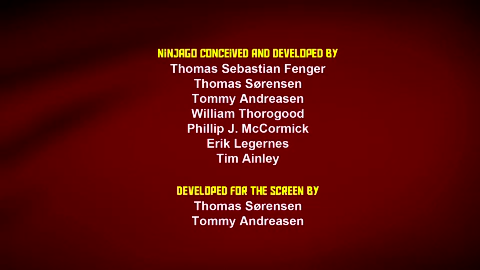 NINJAGO CONCEIVED AND DEVELOPED BY
Thomas Sebastian Fenger
Thomas Sørensen
Tommy Andreasen
William Thorogood
Phillip J. McCormick
Erik Legernes
Tim Ainley
DEVELOPED FOR THE SCREEN BY
Thomas Sørensen
Tommy Andreasen